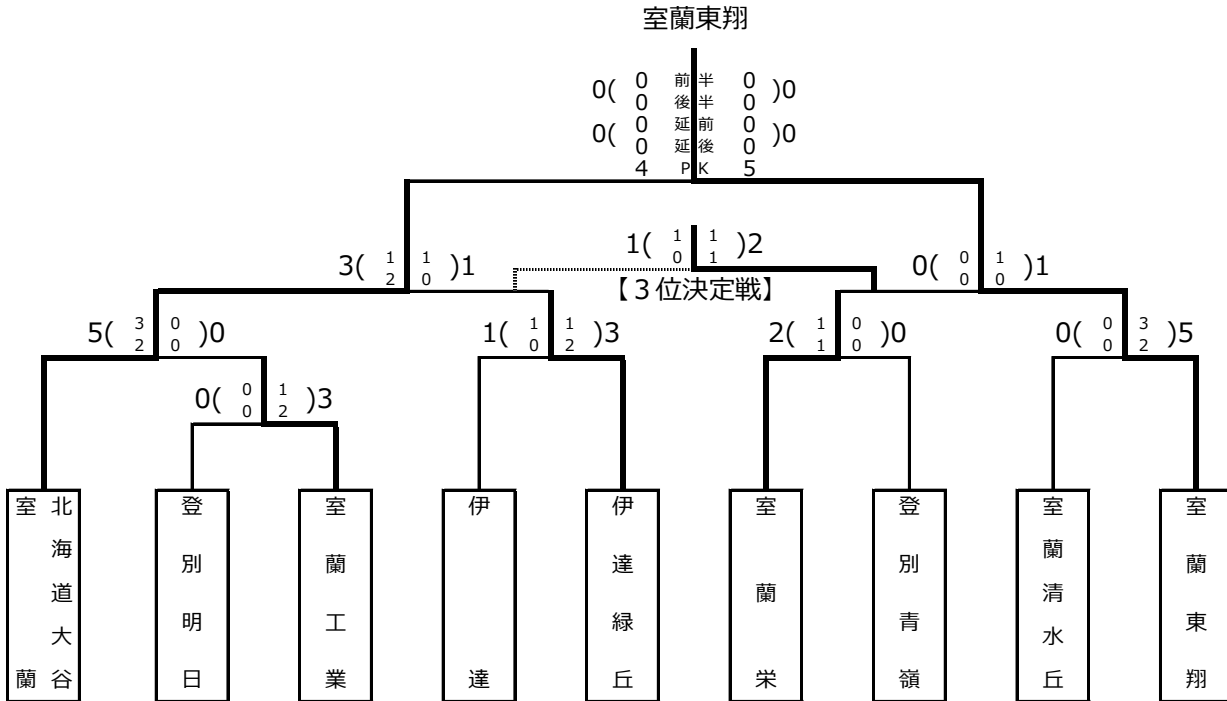 室蘭東翔
0( 0 前半 0 )0
0 後半 0
0( 0 延前 0 )0
0 延後 0
4 PK 5
3( 1 1 )1
2 0
1( 1 1 )2
0 1
0( 0 1 )1
0 0
【3位決定戦】
5( 3 0 )0
2 0
1( 1 1 )3
0 2
2( 1 0 )0
1 0
0( 0 3 )5
0 2
0( 0 1 )3
0 2
北海道大谷
室蘭
登別明日
室蘭工業
伊達
伊達緑丘
室蘭栄
登別青嶺
室蘭清水丘
室蘭東翔